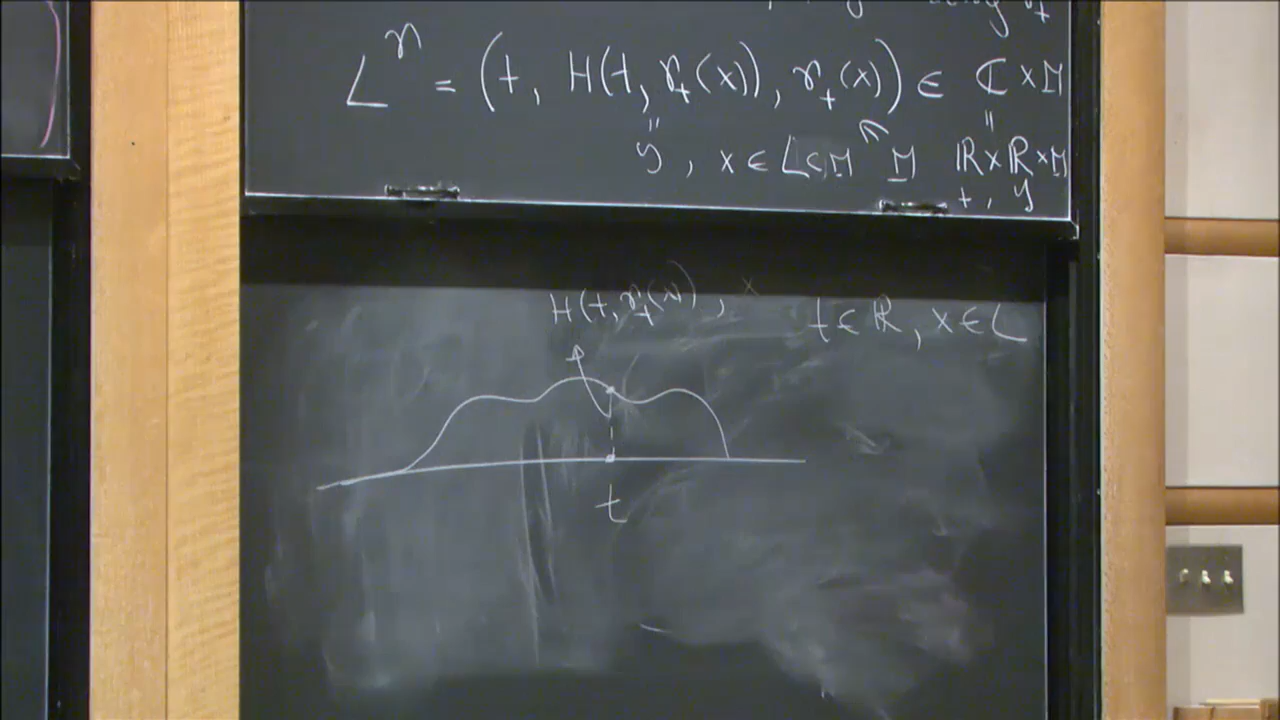 L^γ = (t, H(t, γ_t(x)), γ_t(x)) ∈ ℂ × M
y, x ∈ L ⊂ M M ℝ × ℝ × M
t, y
H(t, γ_t(x)), x t ∈ ℝ, x ∈ L
t